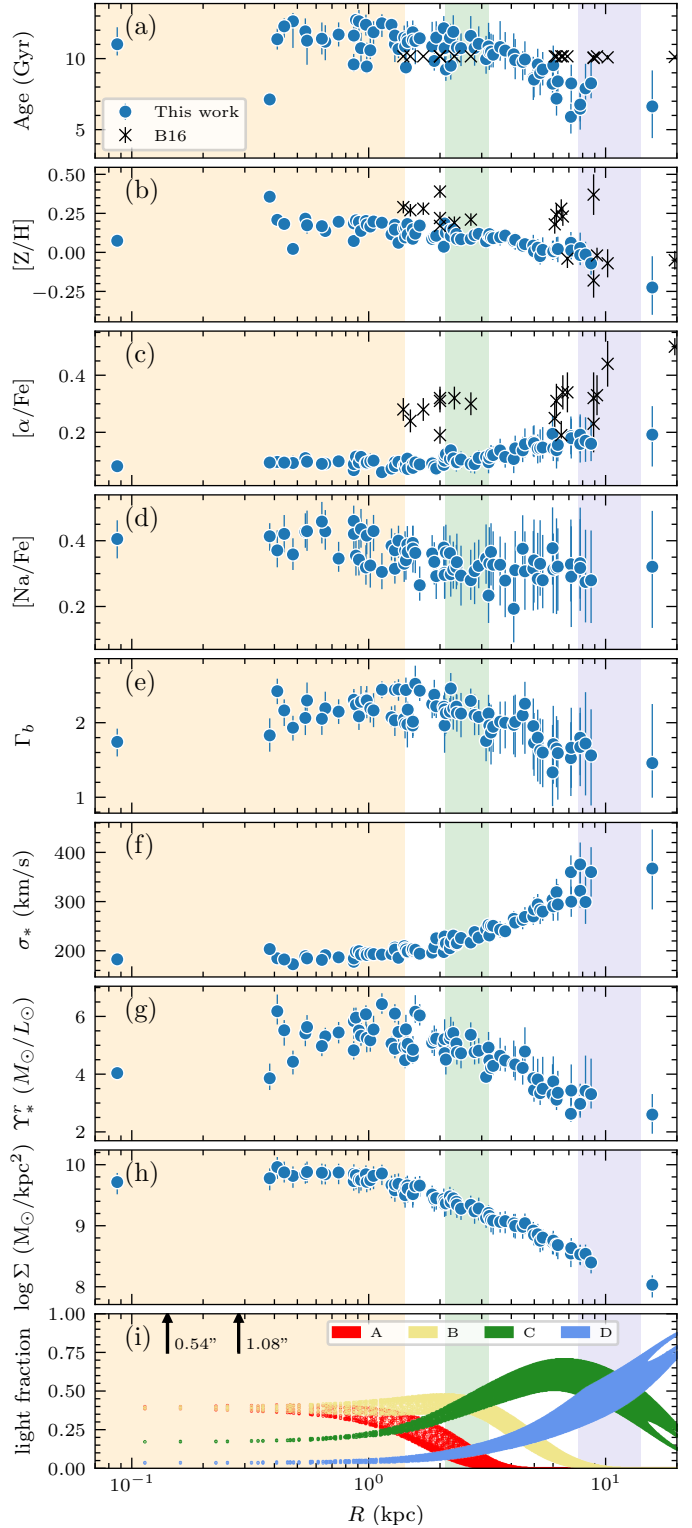 (a)
Age (Gyr)
10
5
This work
B16
(b)
[Z/H]
0.50
0.25
0.00
−0.25
(c)
[α/Fe]
0.4
0.2
(d)
[Na/Fe]
0.4
0.2
(e)
Γb
2
1
(f)
σ* (km/s)
400
300
200
(g)
Υ*r (M⊙/L⊙)
6
4
2
(h)
log Σ (M⊙/kpc²)
10
9
8
(i)
light fraction
1.00
0.75
0.50
0.25
0.00
0.54”
1.08”
A B C D
10⁻¹ 10⁰ 10¹
R (kpc)